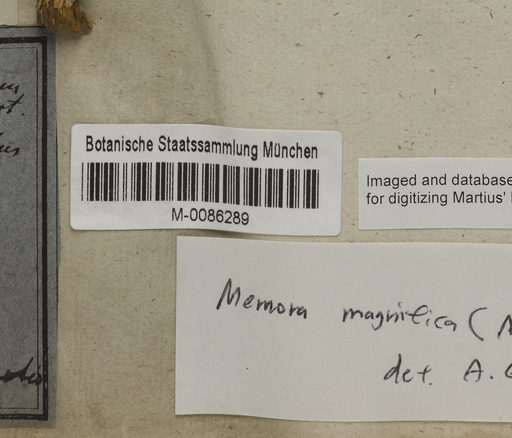 Botanische Staatssammlung München
M-0086289
Imaged and database
for digitizing Martius'
Memora magnifica (
det. A.